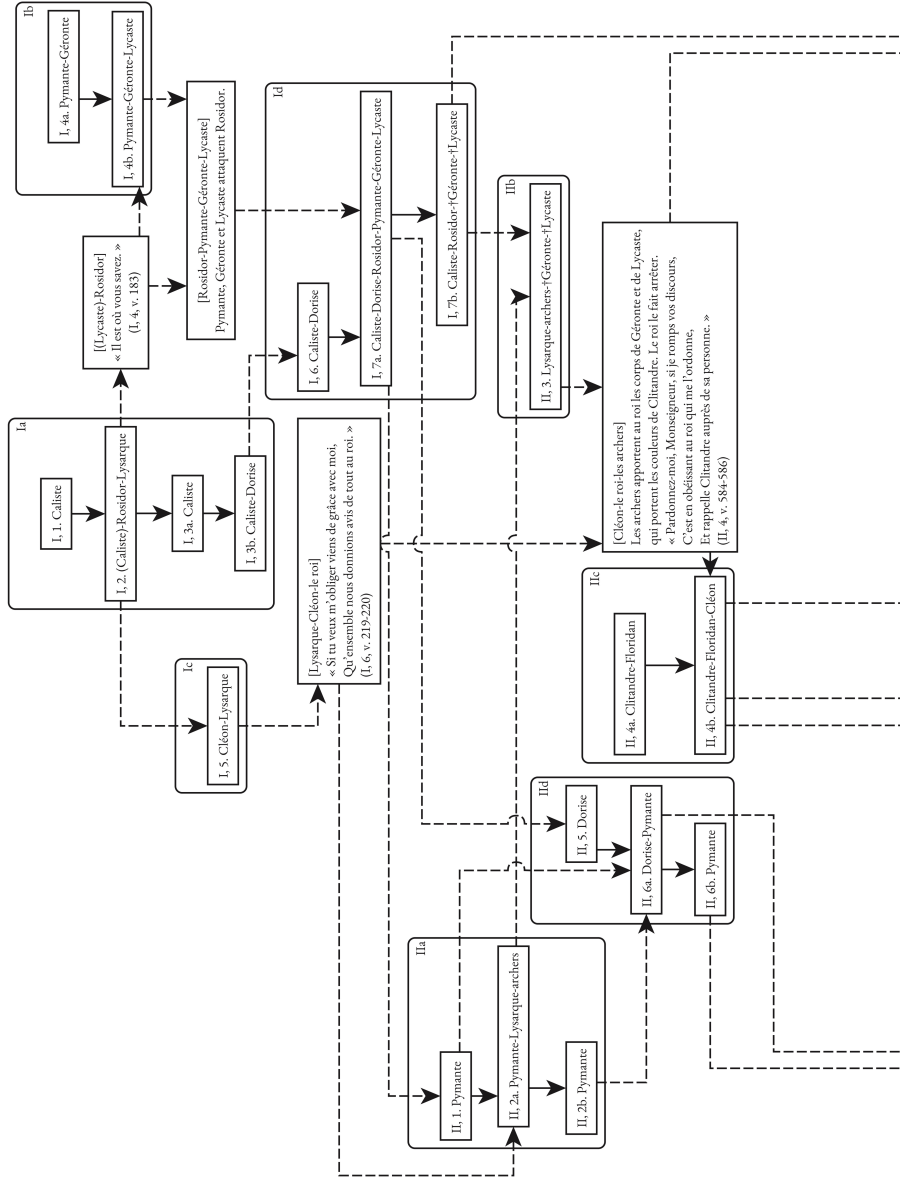 Ib
I, 4a. Pymante-Géronte
I, 4b. Pymante-Géronte-Lycaste
[(Lycaste)-Rosidor]
« Il est où vous savez. »
(I, 4, v. 183)
[Rosidor-Pymante-Géronte-Lycaste]
Pymante, Géronte et Lycaste attaquent Rosidor.
Ia
I, 1. Caliste
I, 2. (Caliste)-Rosidor-Lysarque
I, 3a. Caliste
I, 3b. Caliste-Dorise
Ic
I, 5. Cléon-Lysarque
Id
I, 6. Caliste-Dorise
I, 7a. Caliste-Dorise-Rosidor-Pymante-Géronte-Lycaste
I, 7b. Caliste-Rosidor-†Géronte-†Lycaste
[Lysarque-Cléon-le roi]
« Si tu veux m’obliger viens de grâce avec moi,
Qu’ensemble nous donnions avis de tout au roi. »
(I, 6, v. 219-220)
IIb
II, 3. Lysarque-archers-†Géronte-†Lycaste
[Cléon-le roi-les archers]
Les archers apportent au roi les corps de Géronte et de Lycaste,
qui portent les couleurs de Clitandre. Le roi le fait arrêter.
« Pardonnez-moi, Monseigneur, si je romps vos discours,
C’est en obéissant au roi qui me l’ordonne,
Et rappelle Clitandre auprès de sa personne. »
(II, 4, v. 584-586)
IIc
II, 4a. Clitandre-Floridan
II, 4b. Clitandre-Floridan-Cléon
IId
II, 5. Dorise
II, 6a. Dorise-Pymante
II, 6b. Pymante
IIa
II, 1. Pymante
II, 2a. Pymante-Lysarque-archers
II, 2b. Pymante